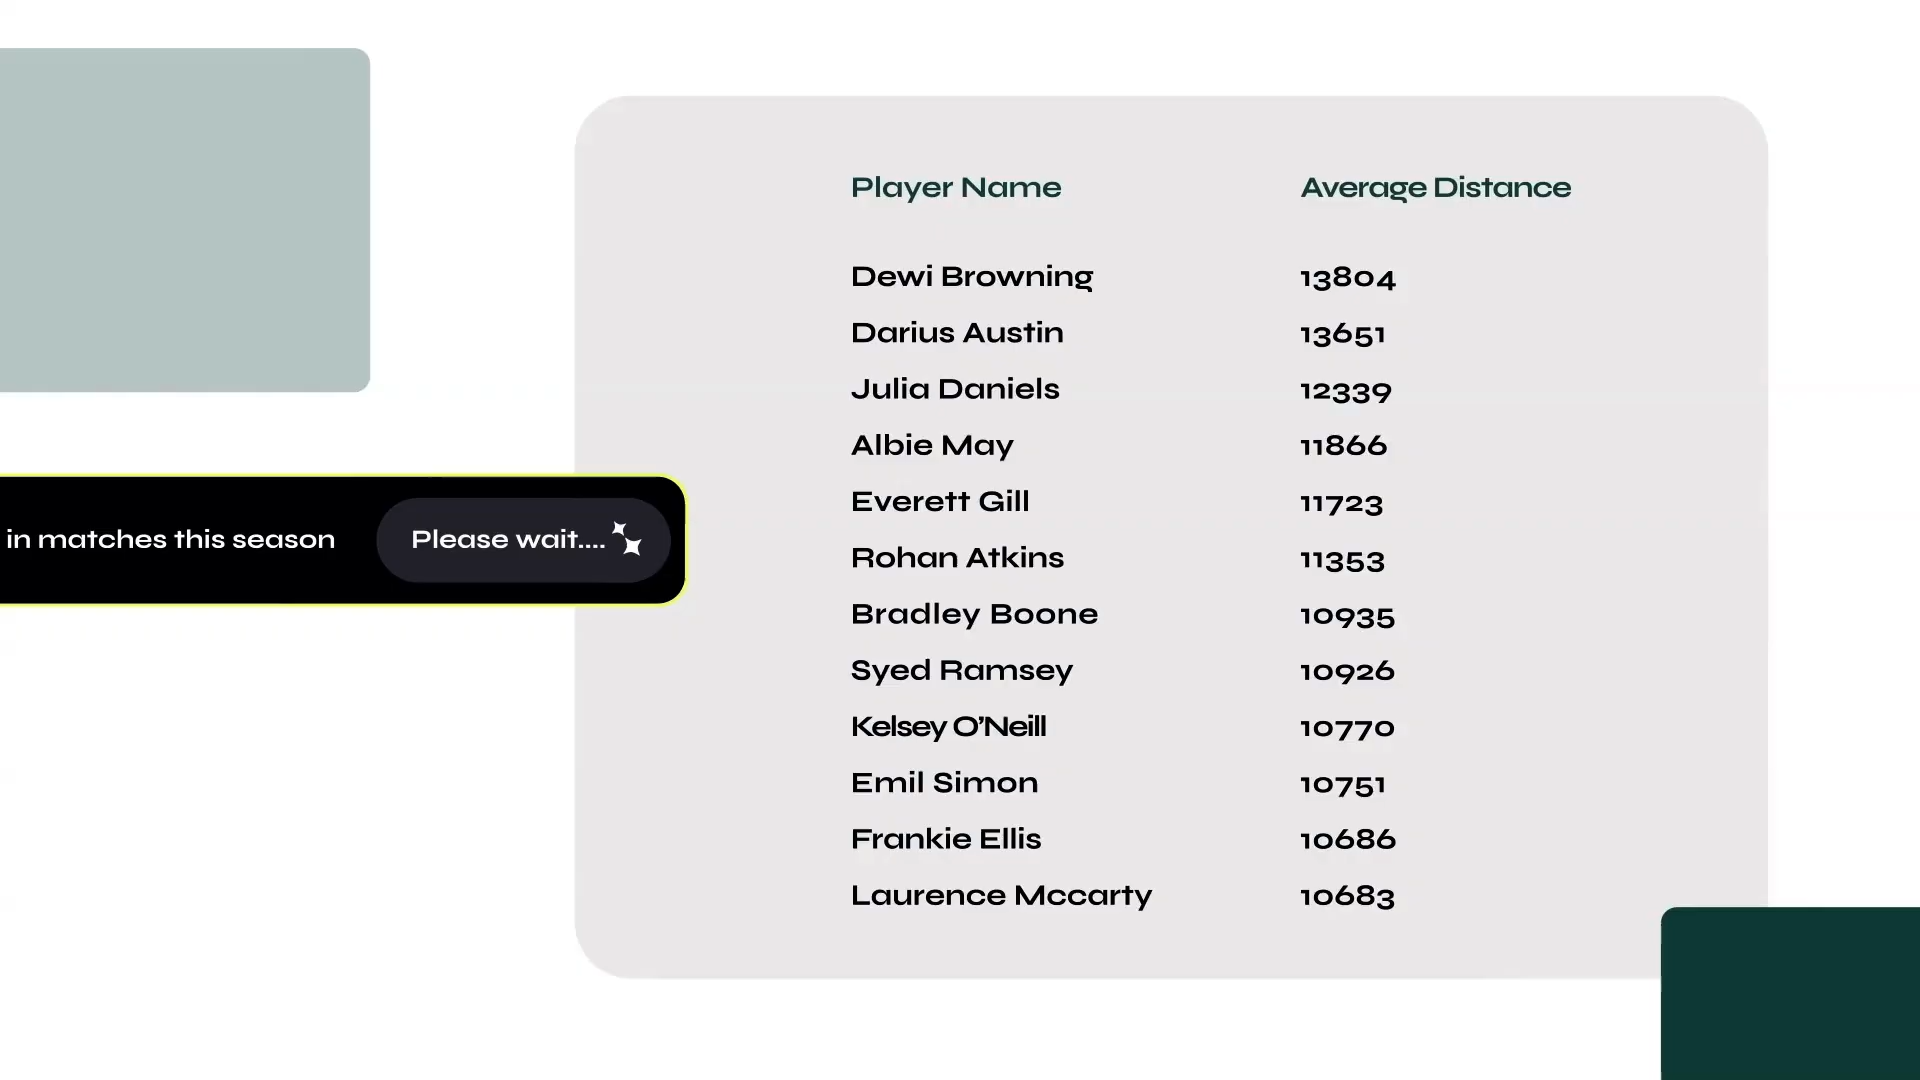 Player Name Average Distance
Dewi Browning 13804
Darius Austin 13651
Julia Daniels 12339
Albie May 11866
Everett Gill 11723
in matches this season Please wait....
Rohan Atkins 11353
Bradley Boone 10935
Syed Ramsey 10926
Kelsey O’Neill 10770
Emil Simon 10751
Frankie Ellis 10686
Laurence Mccarty 10683